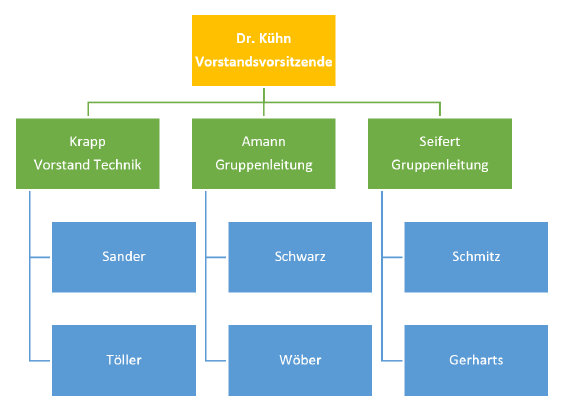 Dr. Kühn
Vorstandsvorsitzende
Krapp
Vorstand Technik
Amann
Gruppenleitung
Seifert
Gruppenleitung
Sander
Schwarz
Schmitz
Töller
Wöber
Gerharts